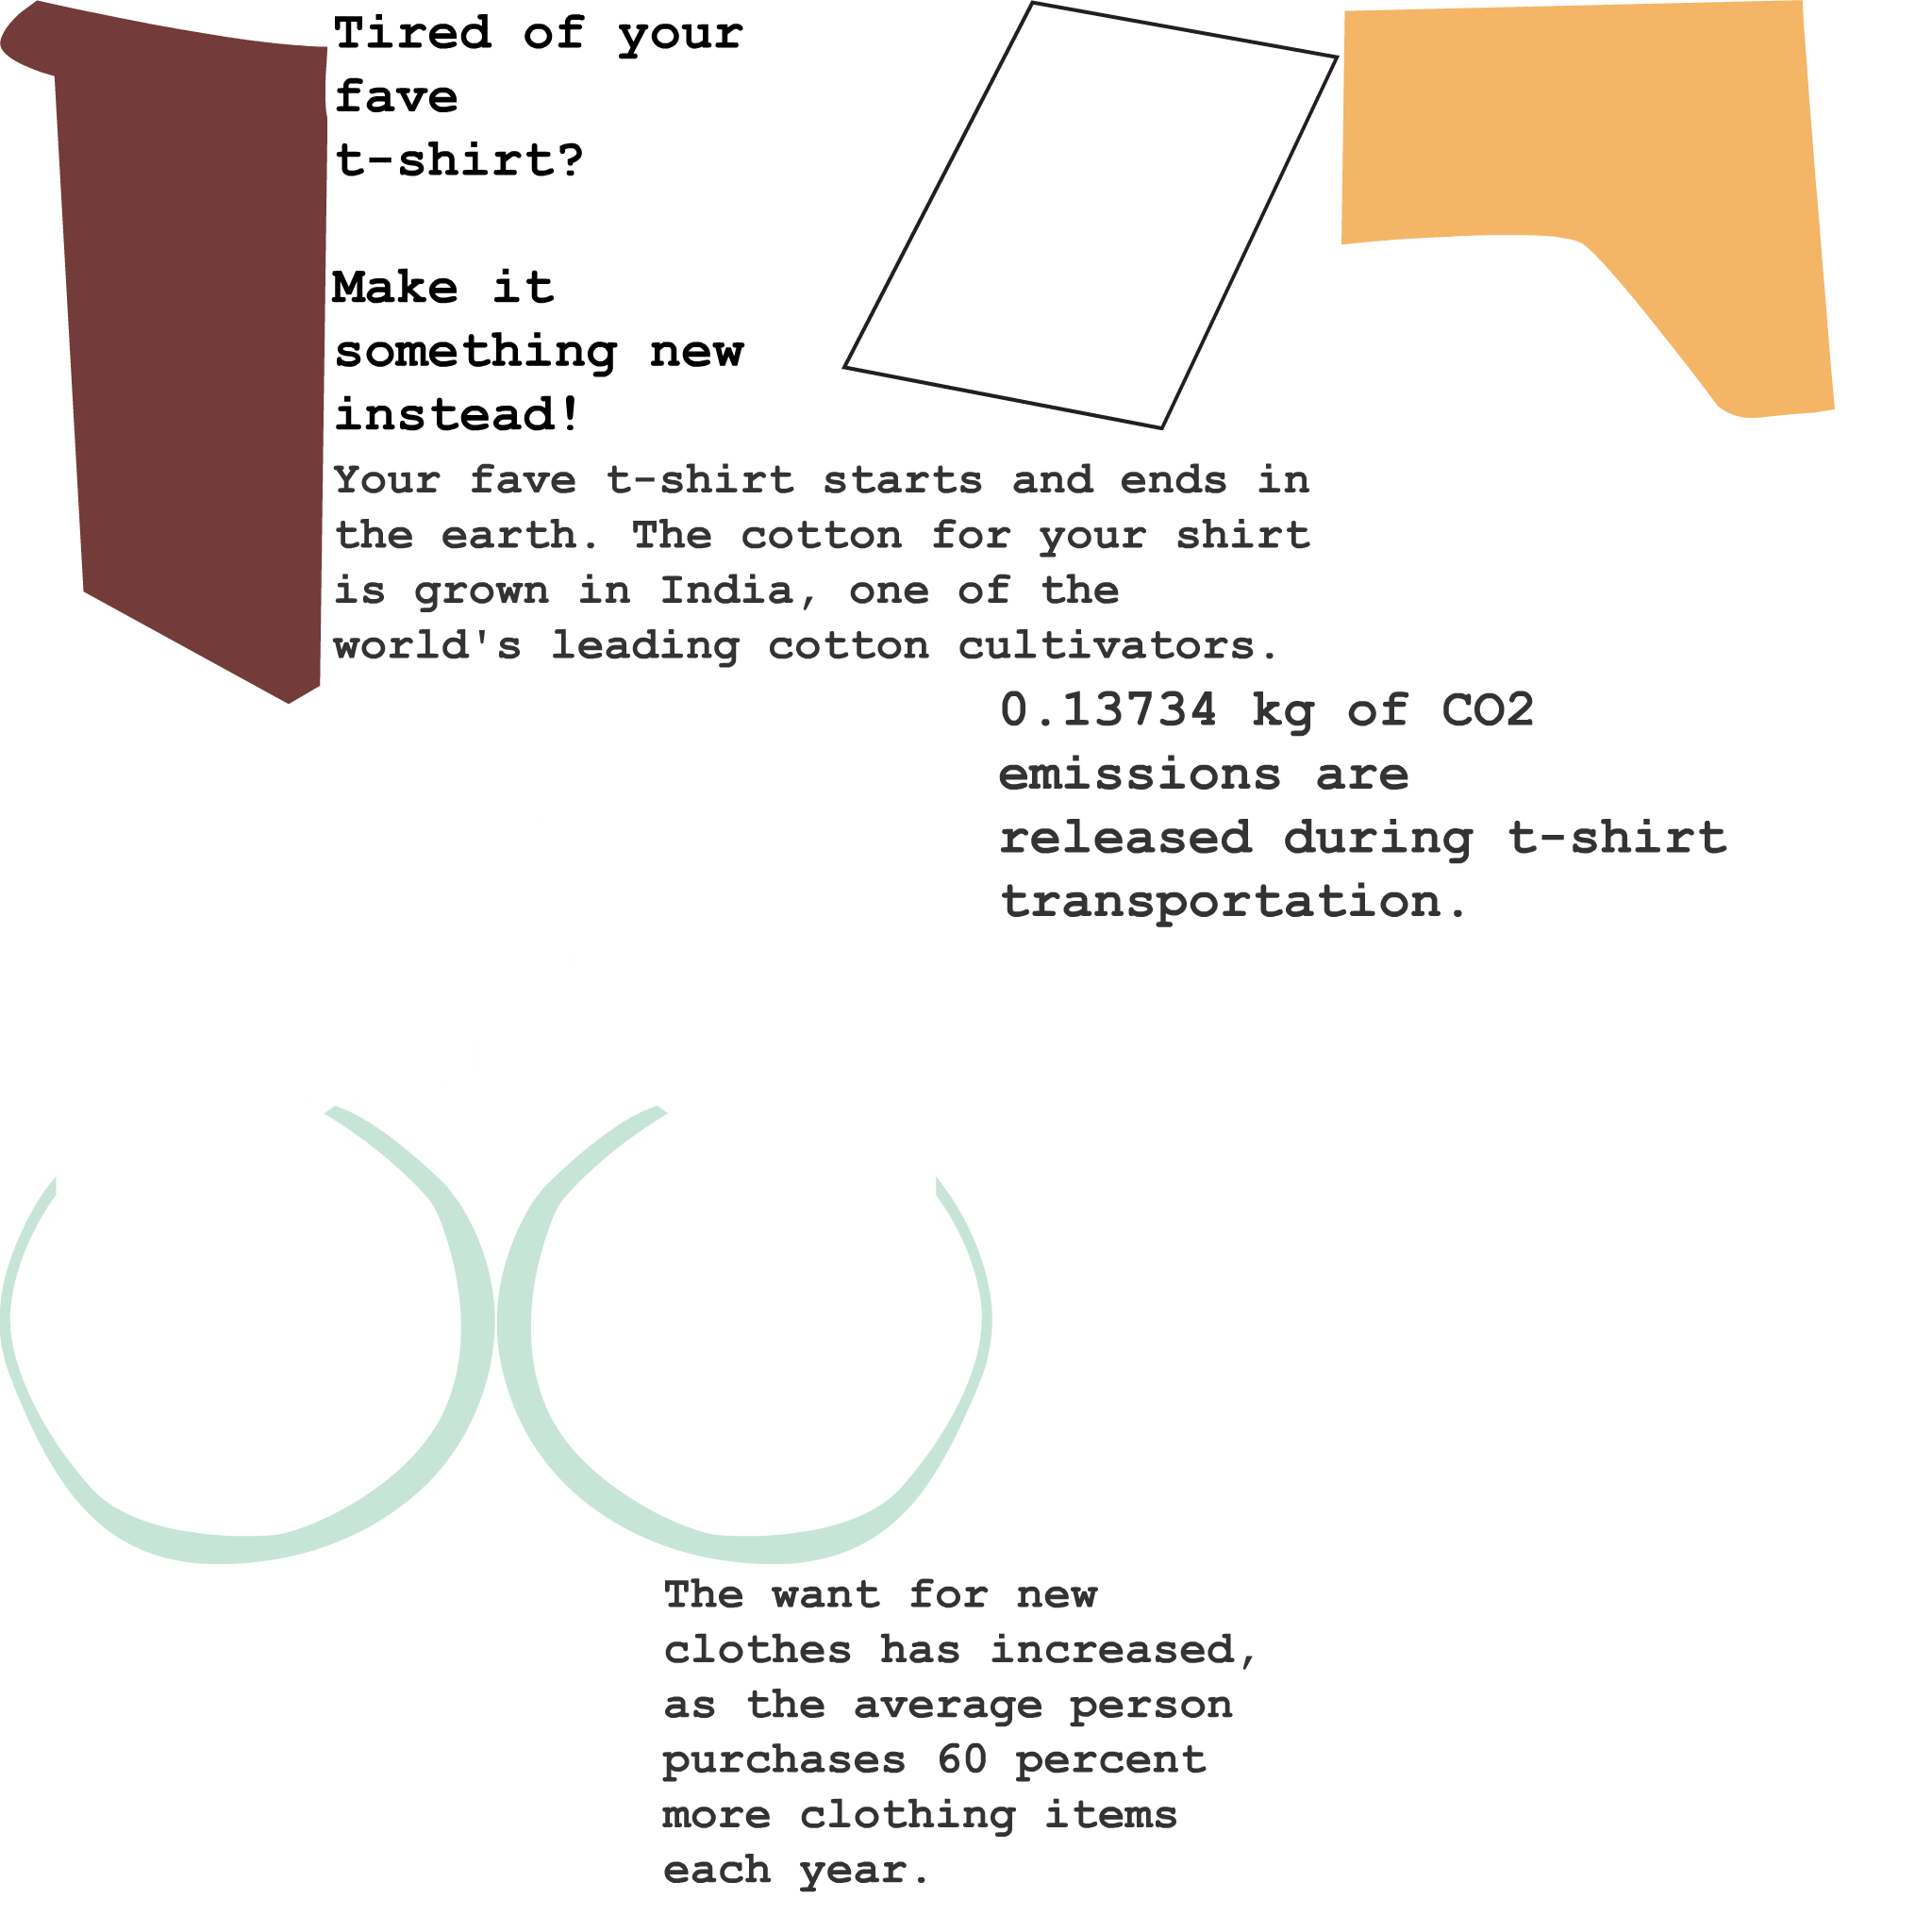 Tired of your
fave
t-shirt?
Make it
something new
instead!
Your fave t-shirt starts and ends in
the earth. The cotton for your shirt
is grown in India, one of the
world's leading cotton cultivators.
0.13734 kg of CO2
emissions are
released during t-shirt
transportation.
The want for new
clothes has increased,
as the average person
purchases 60 percent
more clothing items
each year.